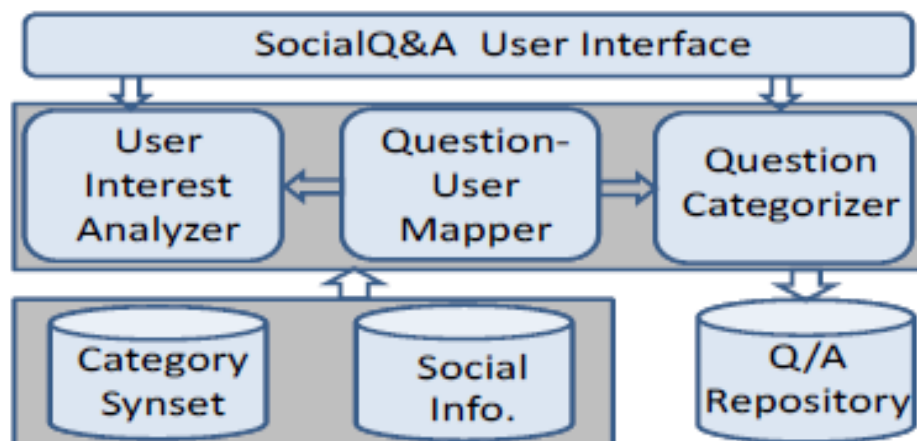 SocialQ&A User Interface
User
Interest
Analyzer
Question-
User
Mapper
Question
Categorizer
Category
Synset
Social
Info.
Q/A
Repository